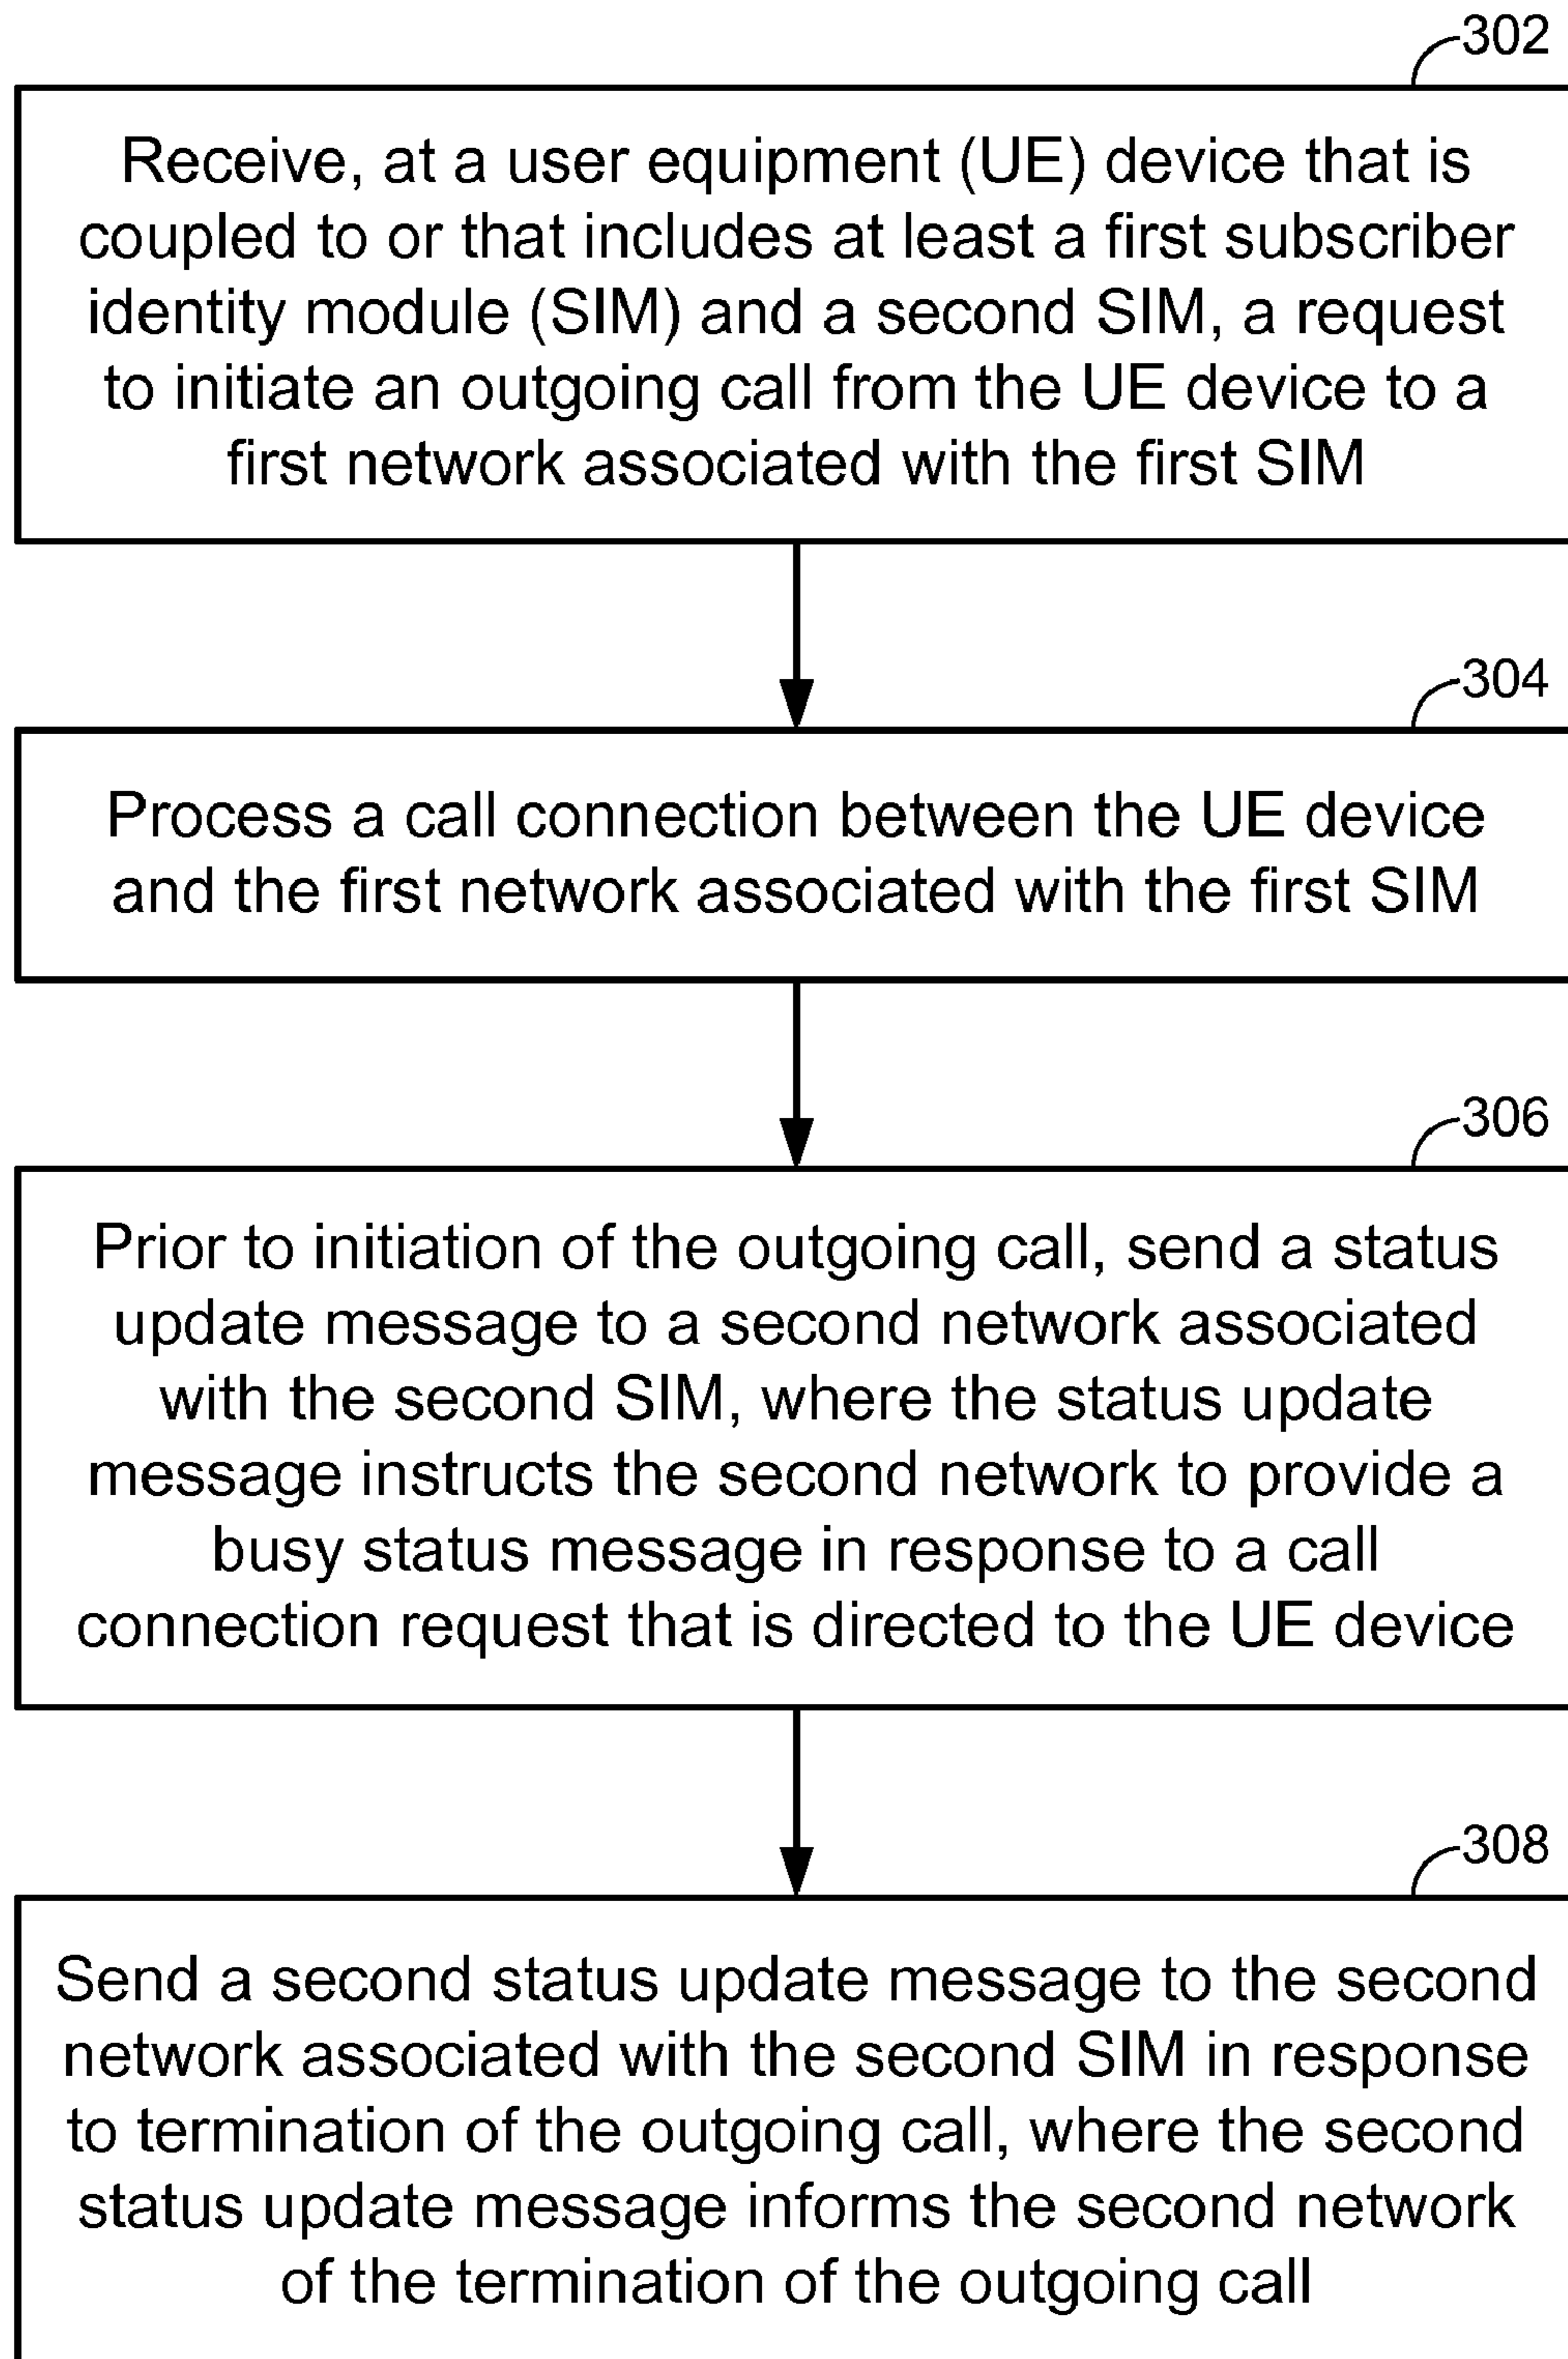 302
Receive, at a user equipment (UE) device that is
coupled to or that includes at least a first subscriber
identity module (SIM) and a second SIM, a request
to initiate an outgoing call from the UE device to a
first network associated with the first SIM
304
Process a call connection between the UE device
and the first network associated with the first SIM
306
Prior to initiation of the outgoing call, send a status
update message to a second network associated
with the second SIM, where the status update
message instructs the second network to provide a
busy status message in response to a call
connection request that is directed to the UE device
308
Send a second status update message to the second
network associated with the second SIM in response
to termination of the outgoing call, where the second
status update message informs the second network
of the termination of the outgoing call